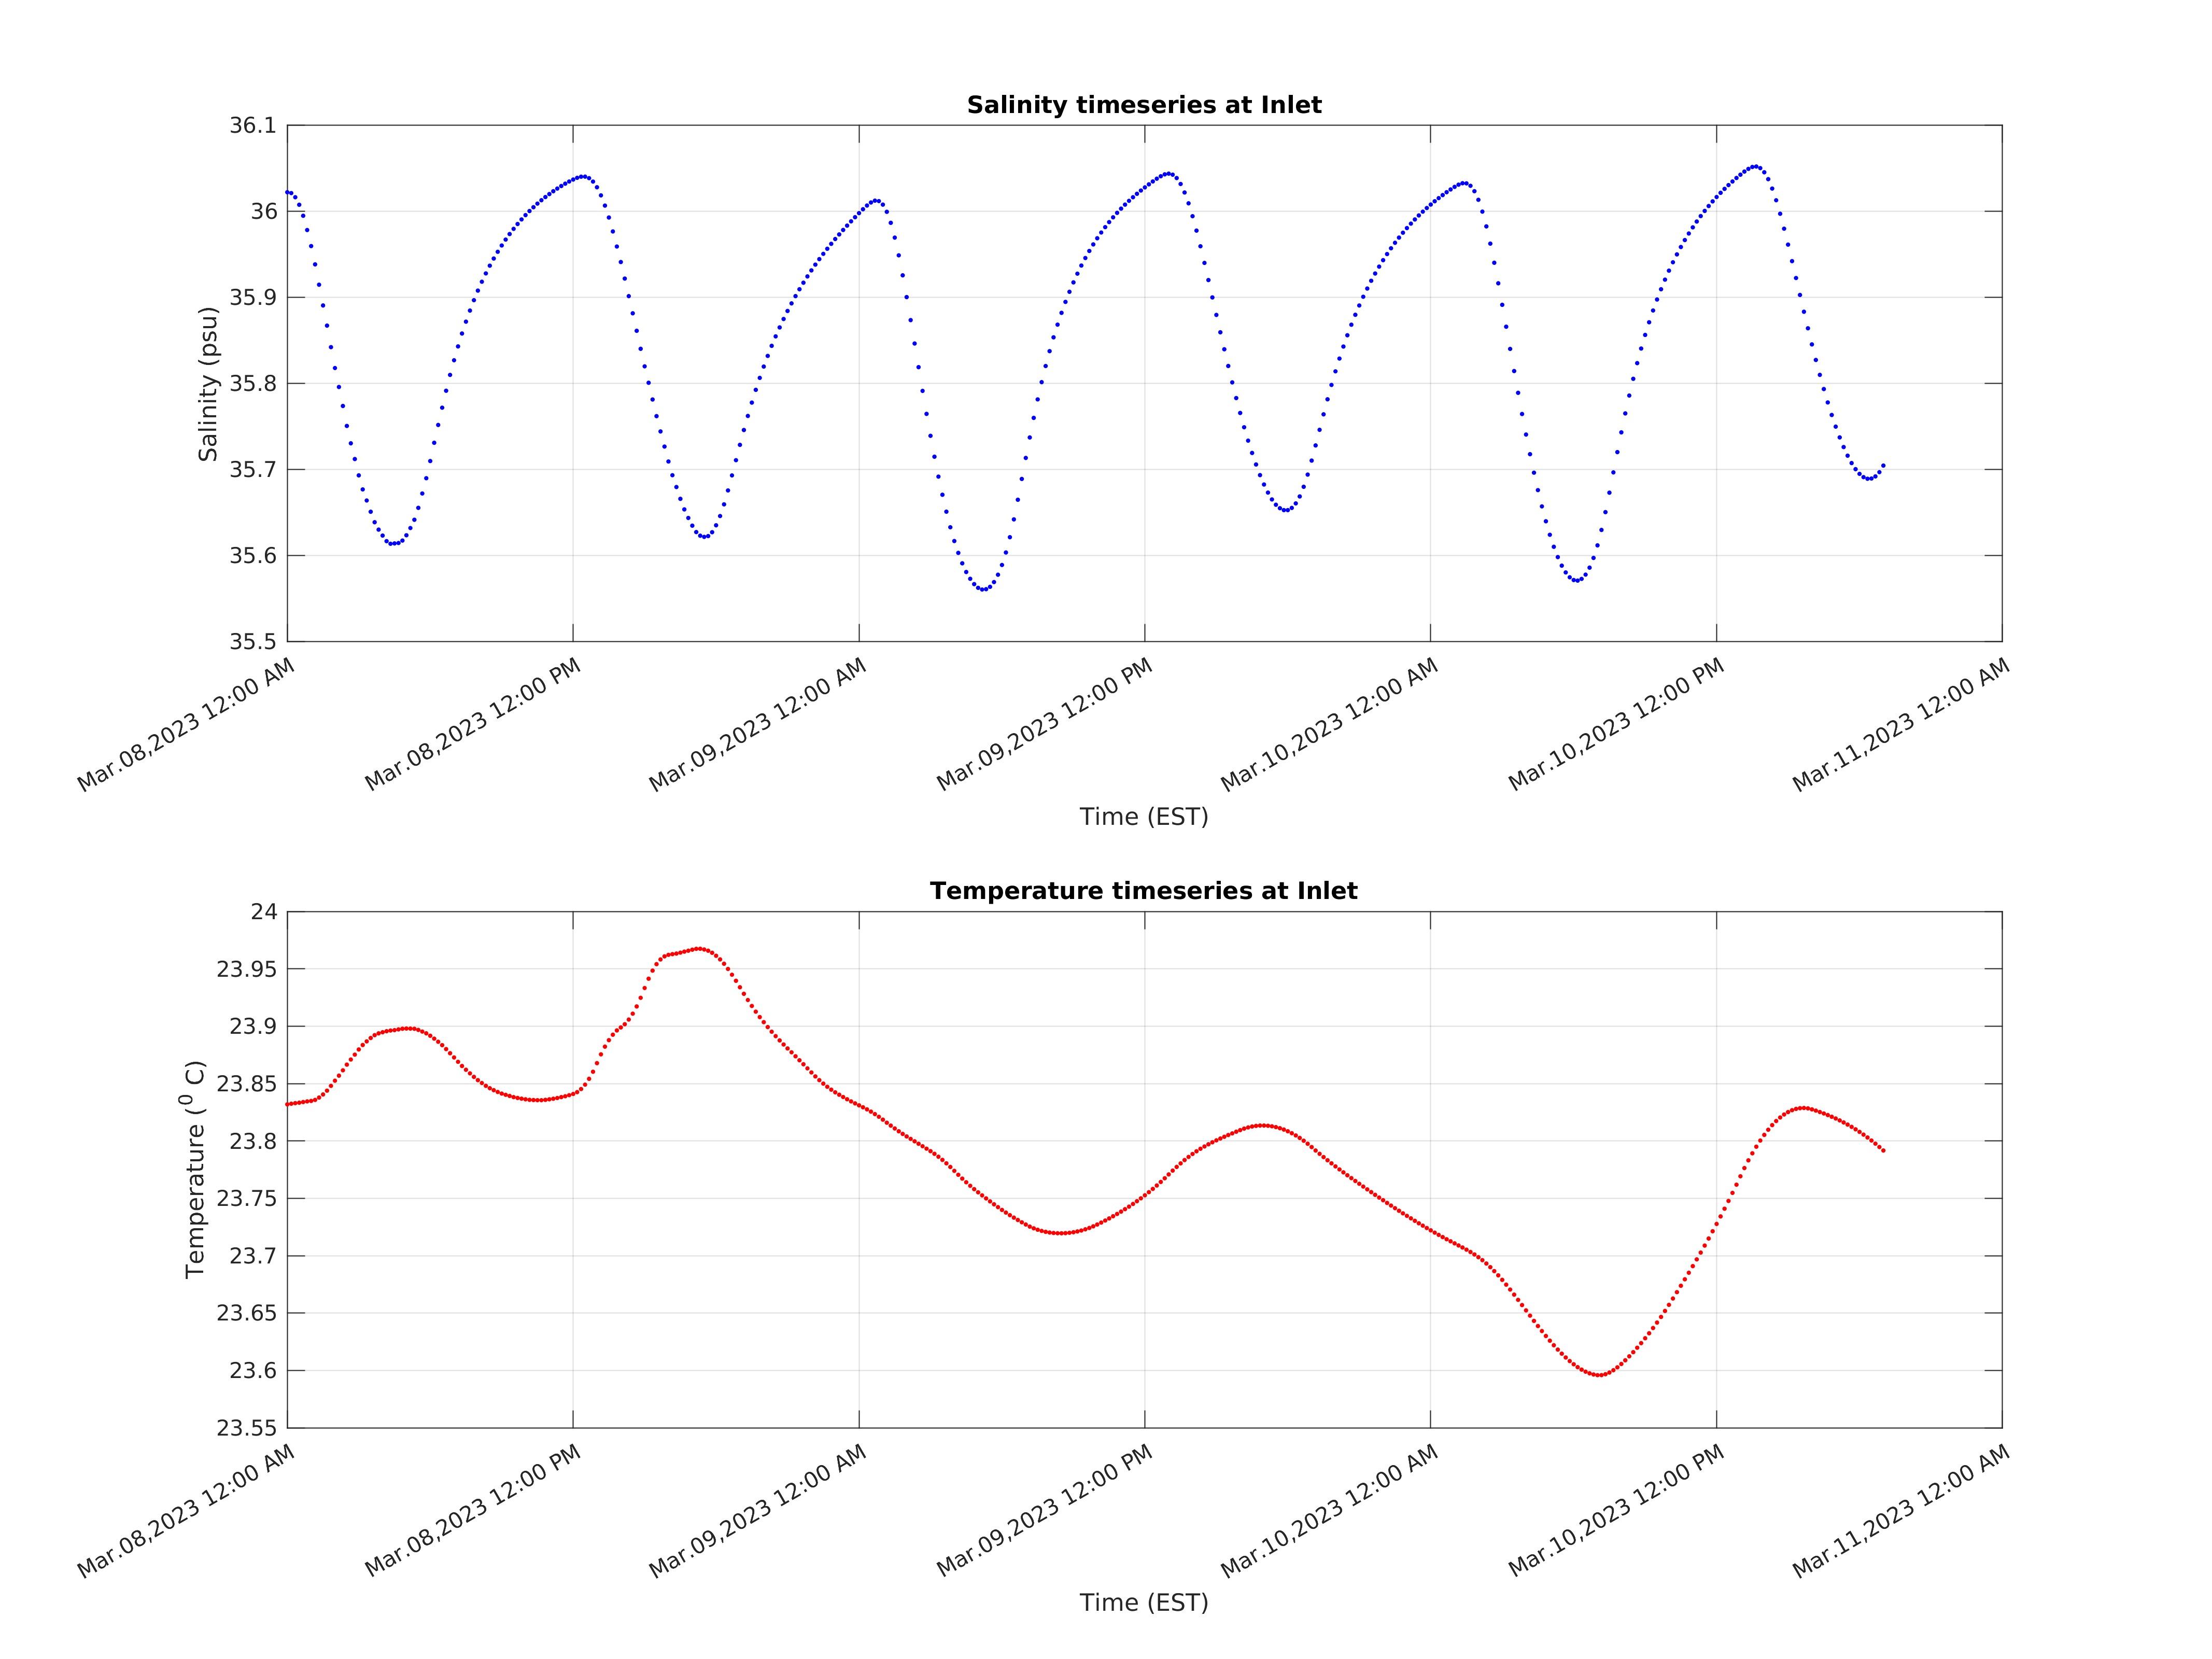 Salinity timeseries at Inlet
36.1
36
35.9
35.8
35.7
35.6
35.5
Salinity (psu)
Mar.08,2023 12:00 AM
Mar.08,2023 12:00 PM
Mar.09,2023 12:00 AM
Mar.09,2023 12:00 PM
Mar.10,2023 12:00 AM
Mar.10,2023 12:00 PM
Mar.11,2023 12:00 AM
Time (EST)
Temperature timeseries at Inlet
24
23.95
23.9
23.85
23.8
23.75
23.7
23.65
23.6
23.55
Temperature (⁰ C)
Mar.08,2023 12:00 AM
Mar.08,2023 12:00 PM
Mar.09,2023 12:00 AM
Mar.09,2023 12:00 PM
Mar.10,2023 12:00 AM
Mar.10,2023 12:00 PM
Mar.11,2023 12:00 AM
Time (EST)